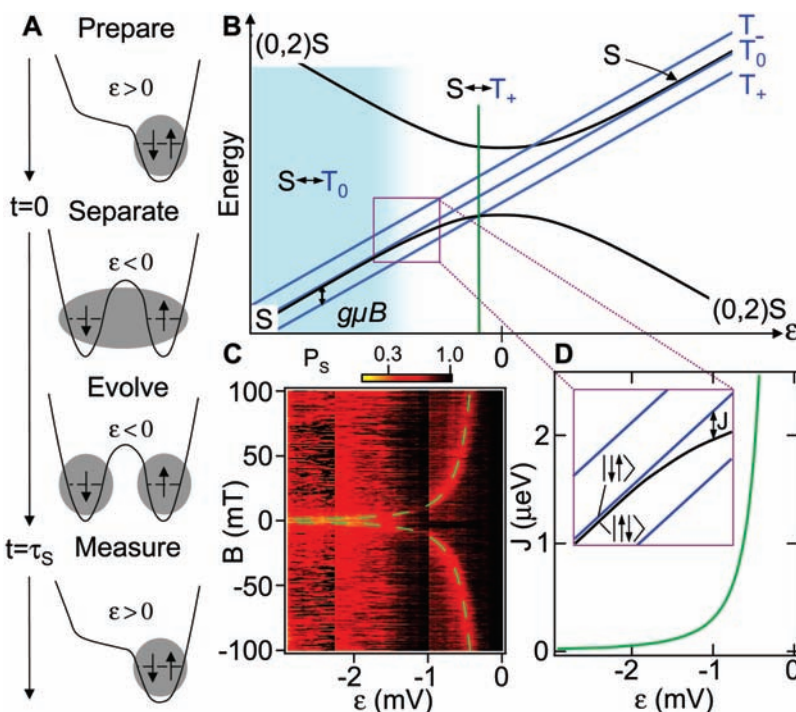 A
Prepare
ε>0
t=0
Separate
ε<0
Evolve
ε<0
t=τS
Measure
ε>0
B
Energy
(0,2)S
S↔T+
S↔T0
S
T-
T0
T+
gμB
S
(0,2)S
ε
0
C
PS
0.3
1.0
100
50
0
-50
-100
B (mT)
-2
-1
0
ε (mV)
D
J
|↓↑⟩
|↑↓⟩
2
1
0
J (μeV)
-2
-1
0
ε (mV)